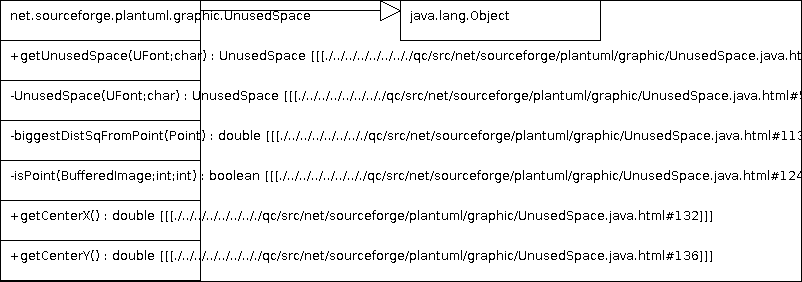 net.sourceforge.plantuml.graphic.UnusedSpace
java.lang.Object
+getUnusedSpace(UFont;char) : UnusedSpace [[[./../../../../../../../qc/src/net/sourceforge/plantuml/graphic/UnusedSpace.java.ht
-UnusedSpace(UFont;char) : UnusedSpace [[[./../../../../../../../qc/src/net/sourceforge/plantuml/graphic/UnusedSpace.java.html#
-biggestDistSqFromPoint(Point) : double [[[./../../../../../../../qc/src/net/sourceforge/plantuml/graphic/UnusedSpace.java.html#113
-isPoint(BufferedImage;int;int) : boolean [[[./../../../../../../../qc/src/net/sourceforge/plantuml/graphic/UnusedSpace.java.html#124
+getCenterX() : double [[[./../../../../../../../qc/src/net/sourceforge/plantuml/graphic/UnusedSpace.java.html#132]]]
+getCenterY() : double [[[./../../../../../../../qc/src/net/sourceforge/plantuml/graphic/UnusedSpace.java.html#136]]]